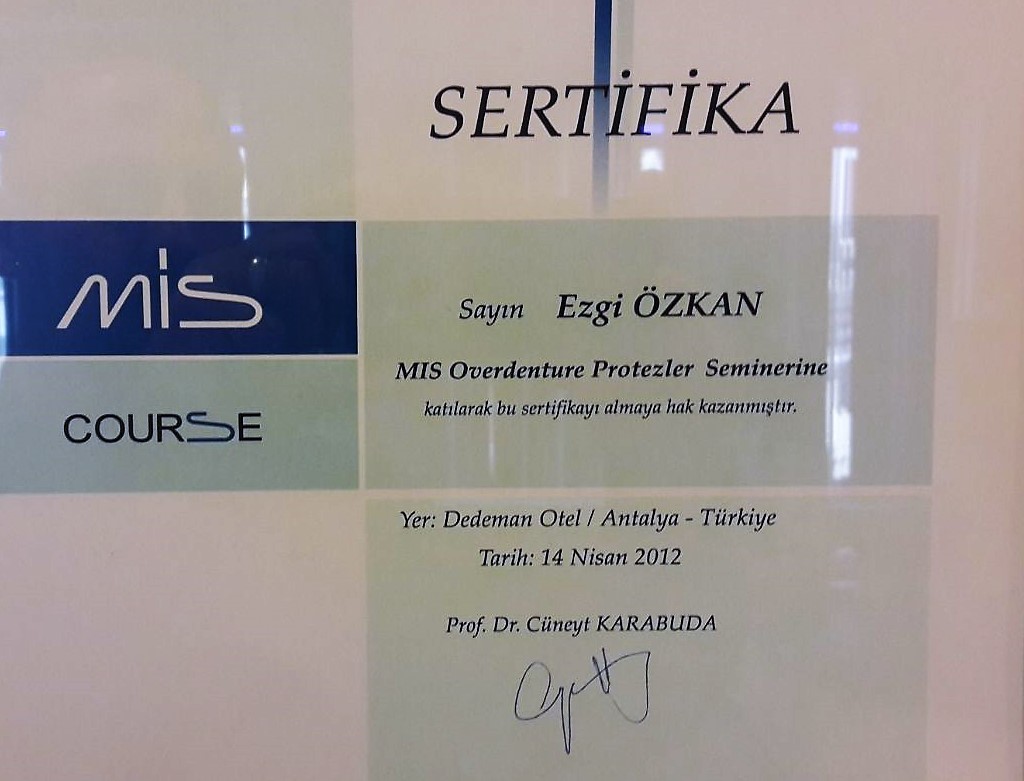 SERTİFİKA
MIS
COURSE
Sayın Ezgi ÖZKAN
MIS Overdenture Protezler Seminerine
katılarak bu sertifikayı almaya hak kazanmıştır.
Yer: Dedeman Otel / Antalya - Türkiye
Tarih: 14 Nisan 2012
Prof. Dr. Cüneyt KARABUDA